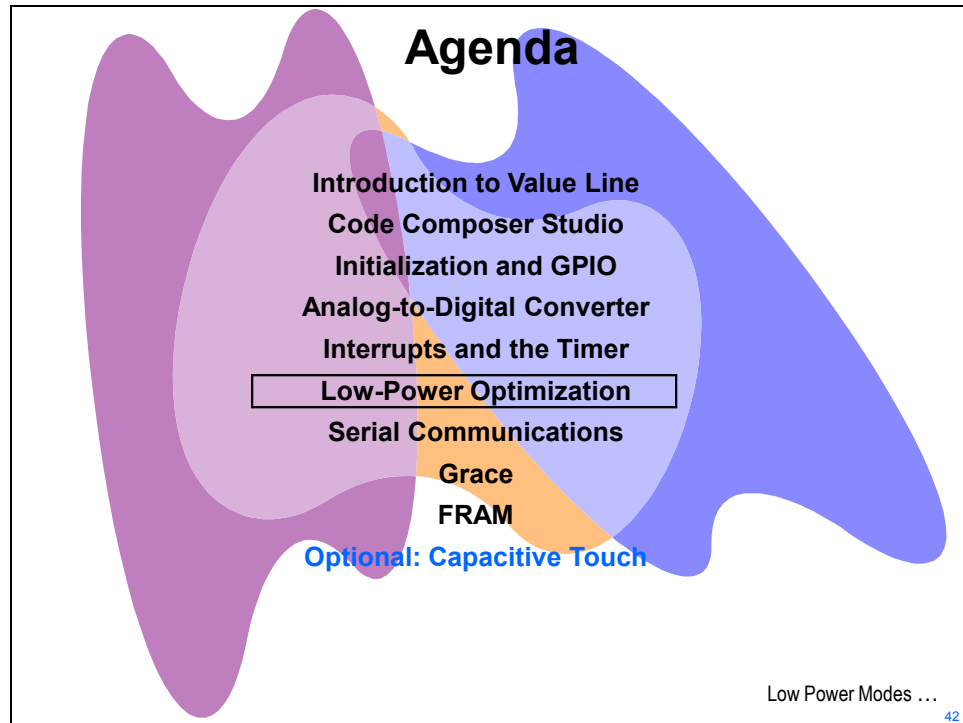 Agenda
Introduction to Value Line
Code Composer Studio
Initialization and GPIO
Analog-to-Digital Converter
Interrupts and the Timer
Low-Power Optimization
Serial Communications
Grace
FRAM
Optional: Capacitive Touch
Low Power Modes …
42